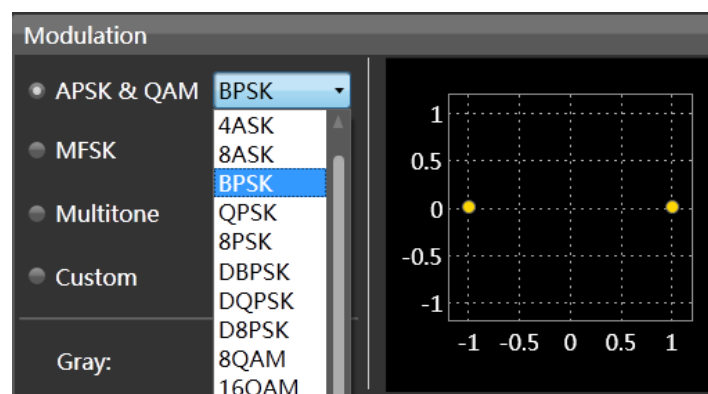 Modulation
APSK & QAM
BPSK
MFSK
Multitone
Custom
Gray:
4ASK
8ASK
BPSK
QPSK
8PSK
DBPSK
DQPSK
D8PSK
8QAM
16QAM
1
0.5
0
-0.5
-1
-1 -0.5 0 0.5 1